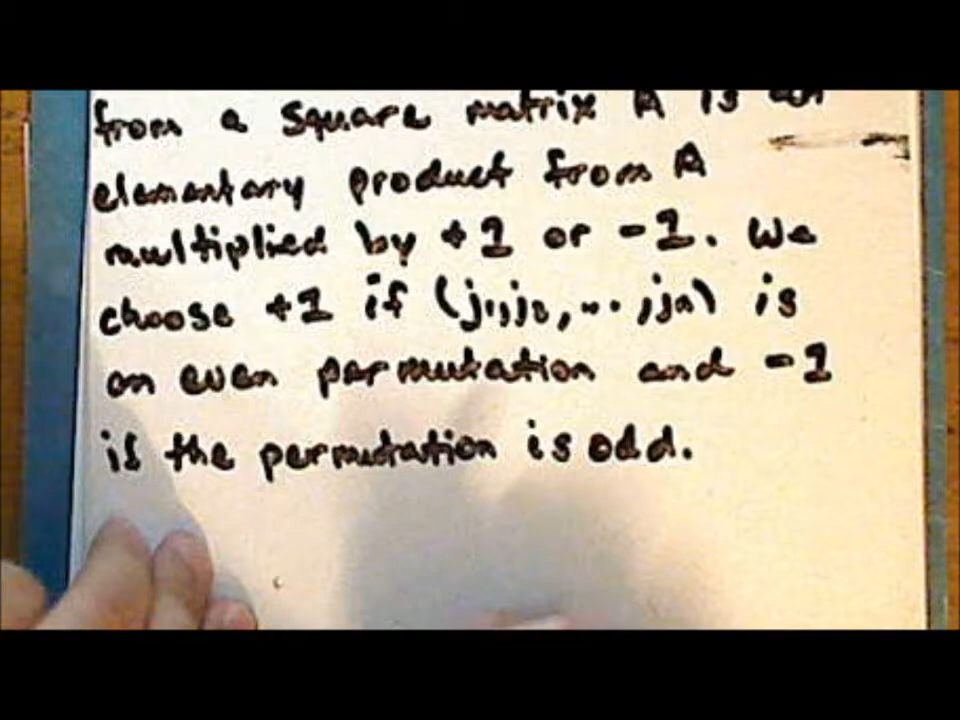 from a square matrix A is an
elementary product from A
multiplied by +1 or -1. We
choose +1 if (j1,j2,...,jn) is
an even permutation and -1
if the permutation is odd.